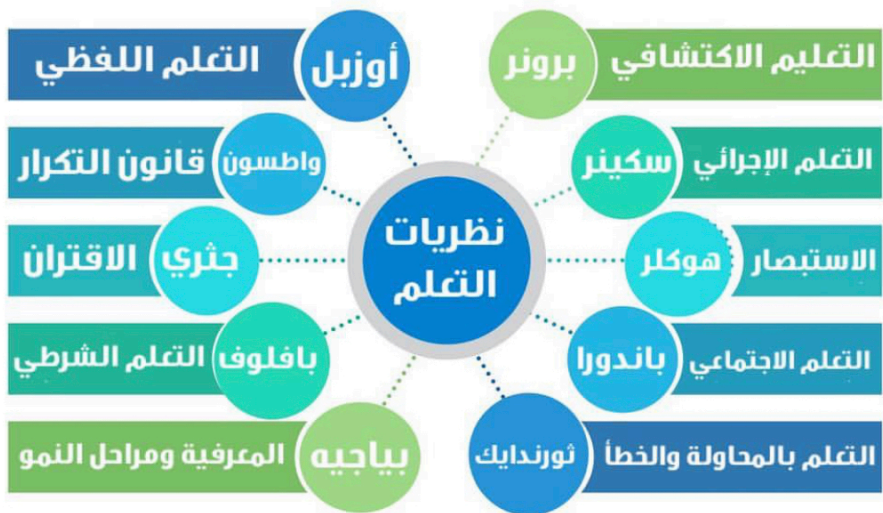 نظريات
التعلم
التعليم الاكتشافي
برونر
التعلم الإجرائي
سكينر
الاستبصار
هوكلر
التعلم الاجتماعي
باندورا
التعلم بالمحاولة والخطأ
ثورندايك
أوزبل
التعلم اللفظي
واطسون
قانون التكرار
جثري
الاقتران
بافلوف
التعلم الشرطي
بياجيه
المعرفية ومراحل النمو